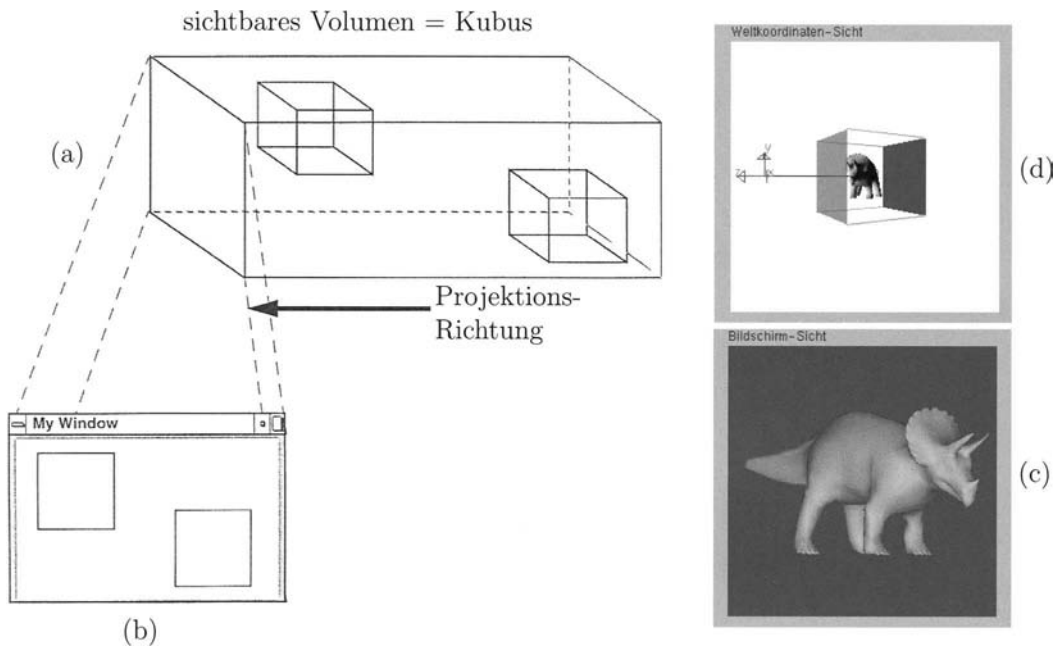 sichtbares Volumen = Kubus
(a)
Projektions-
Richtung
My Window
(b)
Weltkoordinaten-Sicht
(d)
Bildschirm-Sicht
(c)